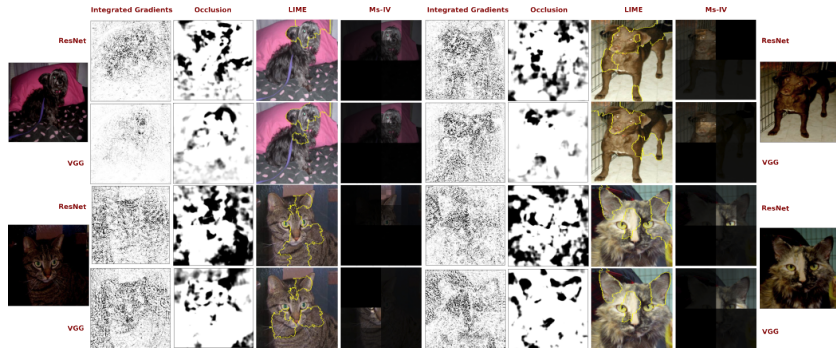 Integrated Gradients Occlusion LIME Ms-IV Integrated Gradients Occlusion LIME Ms-IV
ResNet ResNet
VGG VGG
ResNet ResNet
VGG VGG